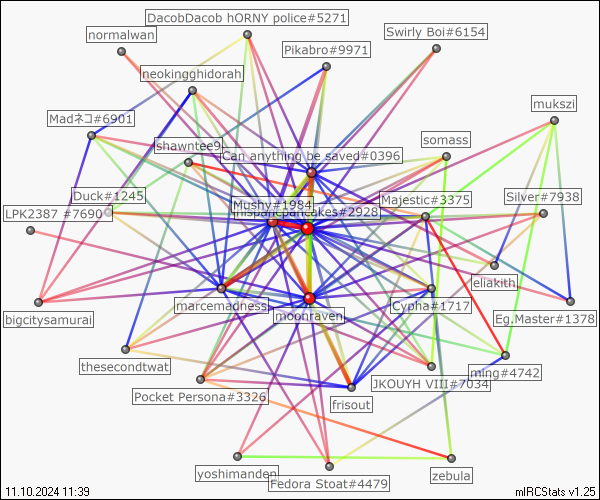 DacobDacob hORNY police#5271
normalwan
Swirly Boi#6154
Pikabro#9971
neokingghidorah
mukszi
Madネコ#6901
shawntee9
somass
Can anything be saved#0396
Duck#1245
Majestic#3375
Silver#7938
Mushy#1984
LPK2387 #7690
hispanicpancakes#2928
eliakith
marcemadness
Cypha#1717
moonraven
bigcitysamurai
Eg.Master#1378
thesecondtwat
ming#4742
JKOUYH VIII#7034
Pocket Persona#3326
frisout
yoshimanden
zebula
Fedora Stoat#4479
11.10.2024 11:39
mIRCStats v1.25